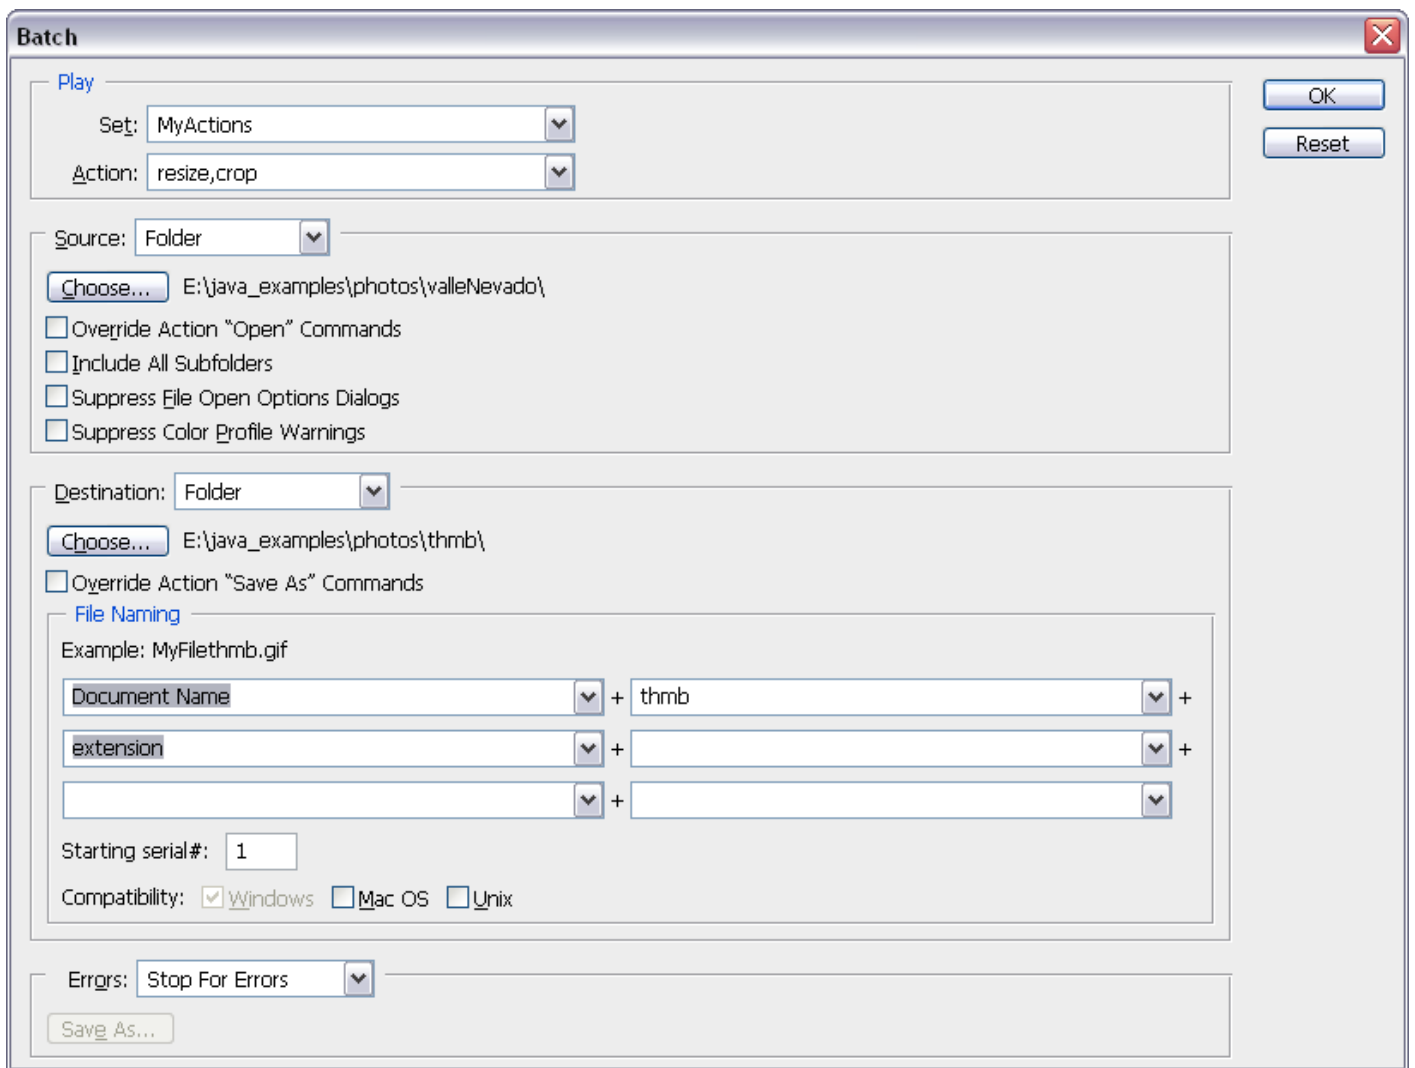 Batch
Play
OK
Set: MyActions
Reset
Action: resize,crop
Source: Folder
Choose... E:\java_examples\photos\valleNevado\
Override Action “Open” Commands
Include All Subfolders
Suppress File Open Options Dialogs
Suppress Color Profile Warnings
Destination: Folder
Choose... E:\java_examples\photos\thmb\
Override Action “Save As” Commands
File Naming
Example: MyFilethmb.gif
Document Name + thmb +
extension + +
+
Starting serial#: 1
Compatibility: Windows Mac OS Unix
Errors: Stop For Errors
Save As...